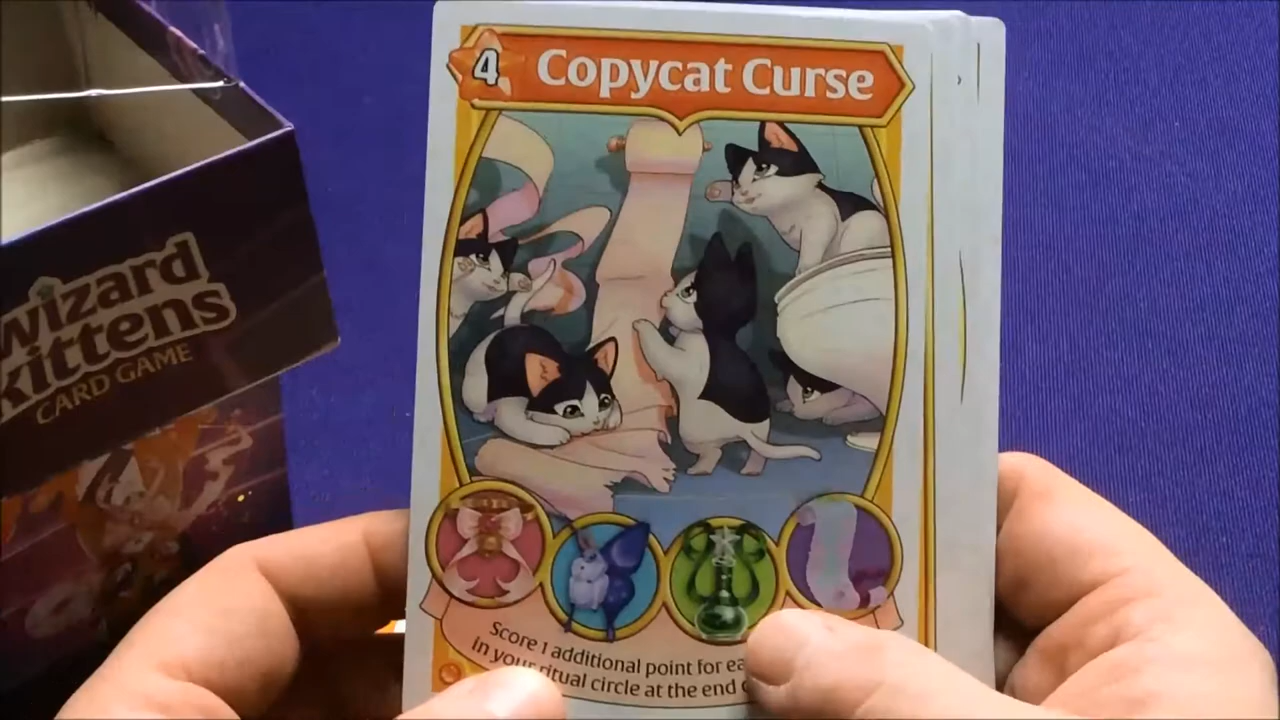 4 Copycat Curse
wizard
kittens
CARD GAME
Score 1 additional point for
in your ritual circle at the end